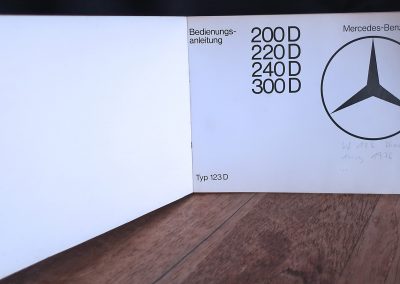 Bedienungs-
anleitung
200 D
220 D
240 D
300 D
Mercedes-Benz
Typ 123 D